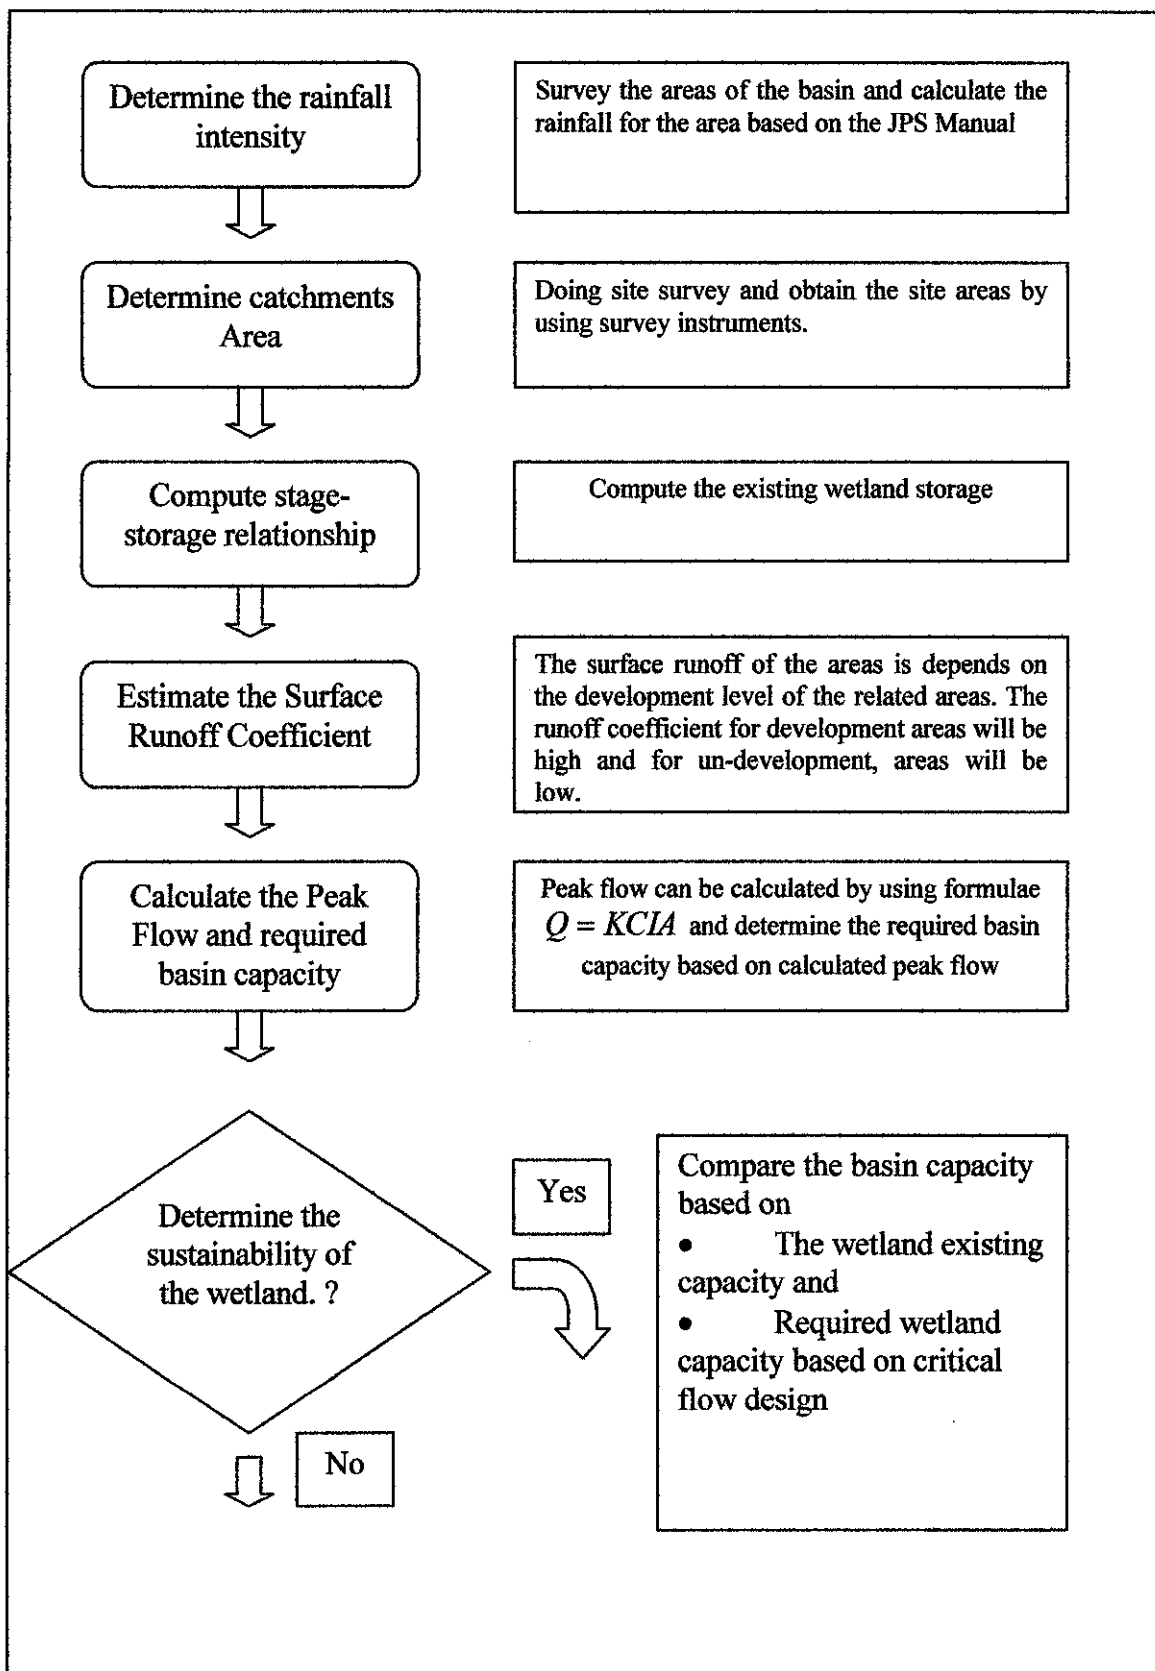 Determine the rainfall
intensity
Survey the areas of the basin and calculate the
rainfall for the area based on the JPS Manual
Determine catchments
Area
Doing site survey and obtain the site areas by
using survey instruments.
Compute stage-
storage relationship
Compute the existing wetland storage
Estimate the Surface
Runoff Coefficient
The surface runoff of the areas is depends on
the development level of the related areas. The
runoff coefficient for development areas will be
high and for un-development, areas will be
low.
Calculate the Peak
Flow and required
basin capacity
Peak flow can be calculated by using formulae
Q = KCIA and determine the required basin
capacity based on calculated peak flow
Determine the
sustainability of
the wetland. ?
Yes
Compare the basin capacity
based on
• The wetland existing
capacity and
• Required wetland
capacity based on critical
flow design
No